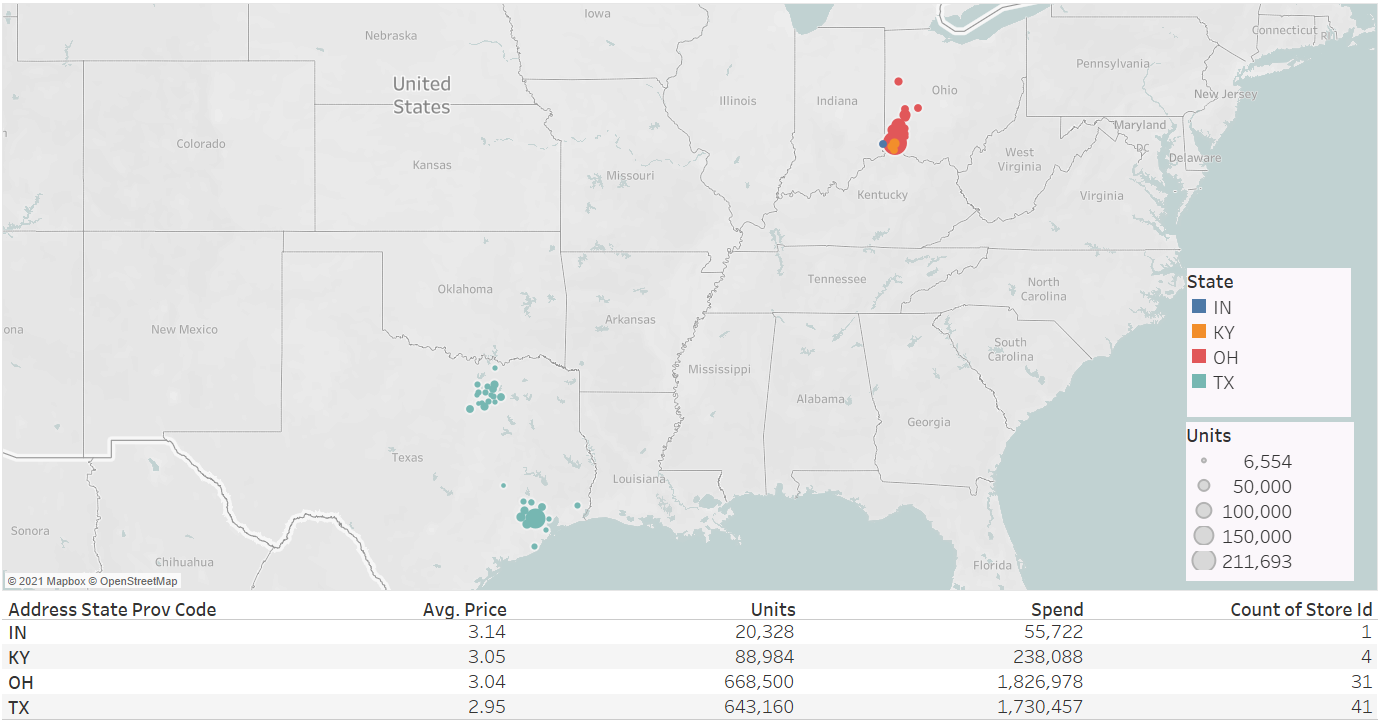 Iowa
Connecticut
RI
Nebraska
Pennsylvania
United
States
Ohio
New Jersey
Illinois
Indiana
Maryland
Colorado
DC
West
Virginia
Delaware
Kansas
Missouri
Kentucky
Virginia
Tennessee
North
Carolina
Oklahoma
Arkansas
ona
New Mexico
South
Carolina
Mississippi
Alabama
Georgia
Texas
Louisiana
Sonora
Chihuahua
Florida
© 2021 Mapbox © OpenStreetMap
State
IN
KY
OH
TX
Units
6,554
50,000
100,000
150,000
211,693
Address State Prov Code Avg. Price Units Spend Count of Store Id
IN 3.14 20,328 55,722 1
KY 3.05 88,984 238,088 4
OH 3.04 668,500 1,826,978 31
TX 2.95 643,160 1,730,457 41